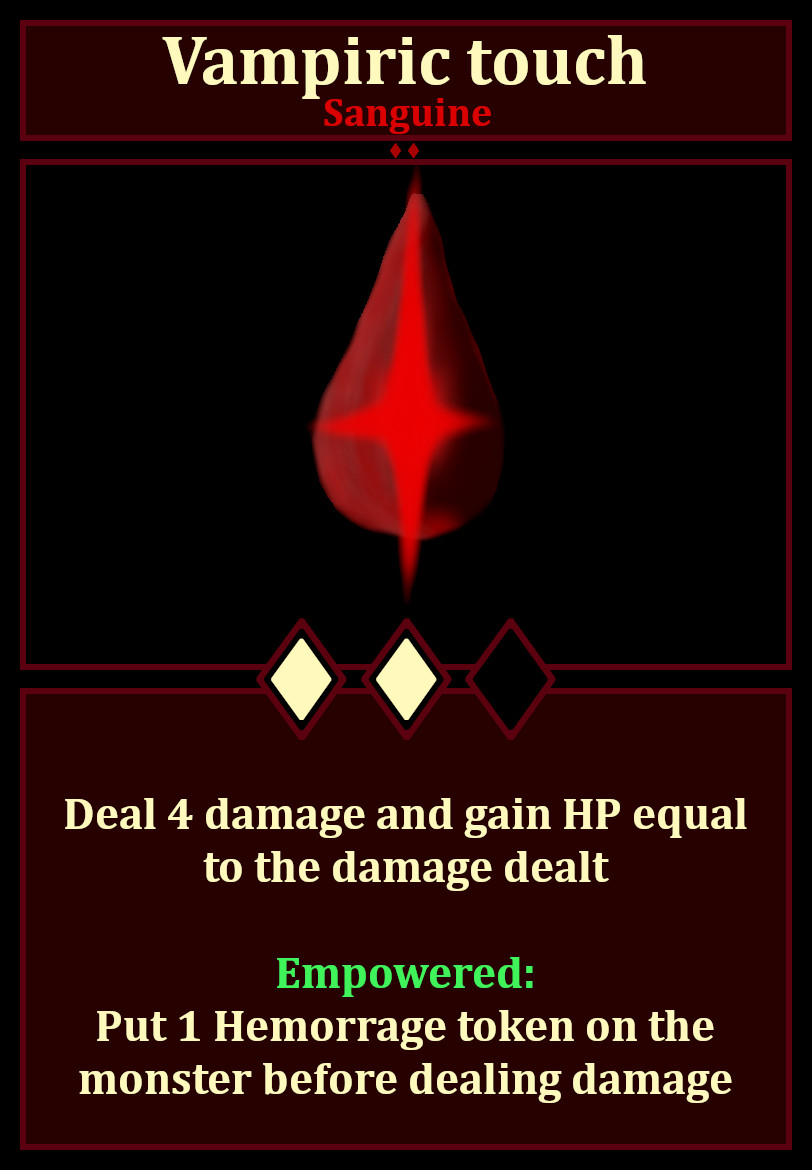 Vampiric touch
Sanguine
Deal 4 damage and gain HP equal
to the damage dealt
Empowered:
Put 1 Hemorrage token on the
monster before dealing damage